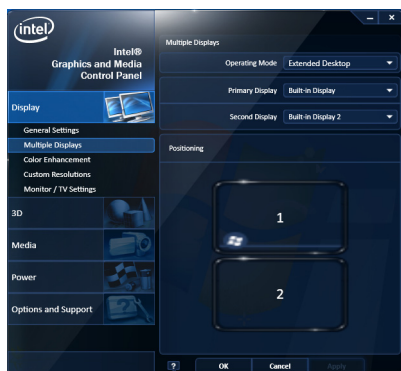 intel
Intel®
Graphics and Media
Control Panel
Display
General Settings
Multiple Displays
Color Enhancement
Custom Resolutions
Monitor / TV Settings
3D
Media
Power
Options and Support
Multiple Displays
Operating Mode Extended Desktop
Primary Display Built-in Display
Second Display Built-in Display 2
Positioning
1
2
? OK Cancel Apply